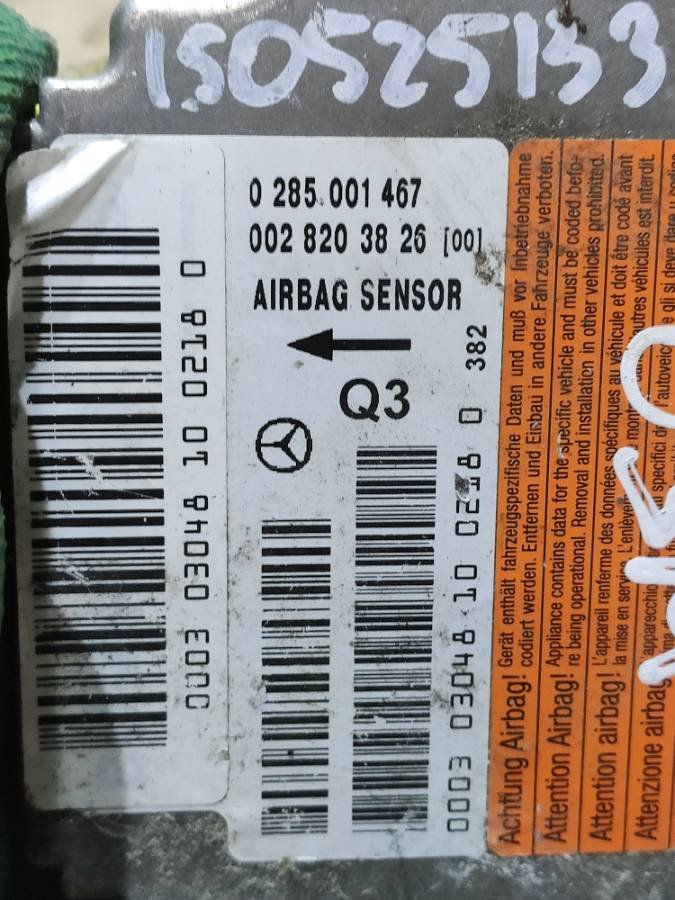 150525133
0 285 001 467
002 820 38 26 [00]
AIRBAG SENSOR
382
Q3
0003 03048 10 0218 0
0003 03048 10 0218 0
Achtung Airbag! Gerät enthält fahrzeugspezifische Daten und muß vor Inbetriebnahme
codiert werden. Entfernen und Einbau in andere Fahrzeuge verboten.
Attention Airbag! Appliance contains data for the specific vehicle and must be coded befo-
re being operational. Removal and installation in other vehicles prohibited.
Attention airbag! L'appareil renferme des données spécifiques au véhicule et doit être codé avant
la mise en service. L'enlèvement autres véhicules est interdit.
Attenzione airbag